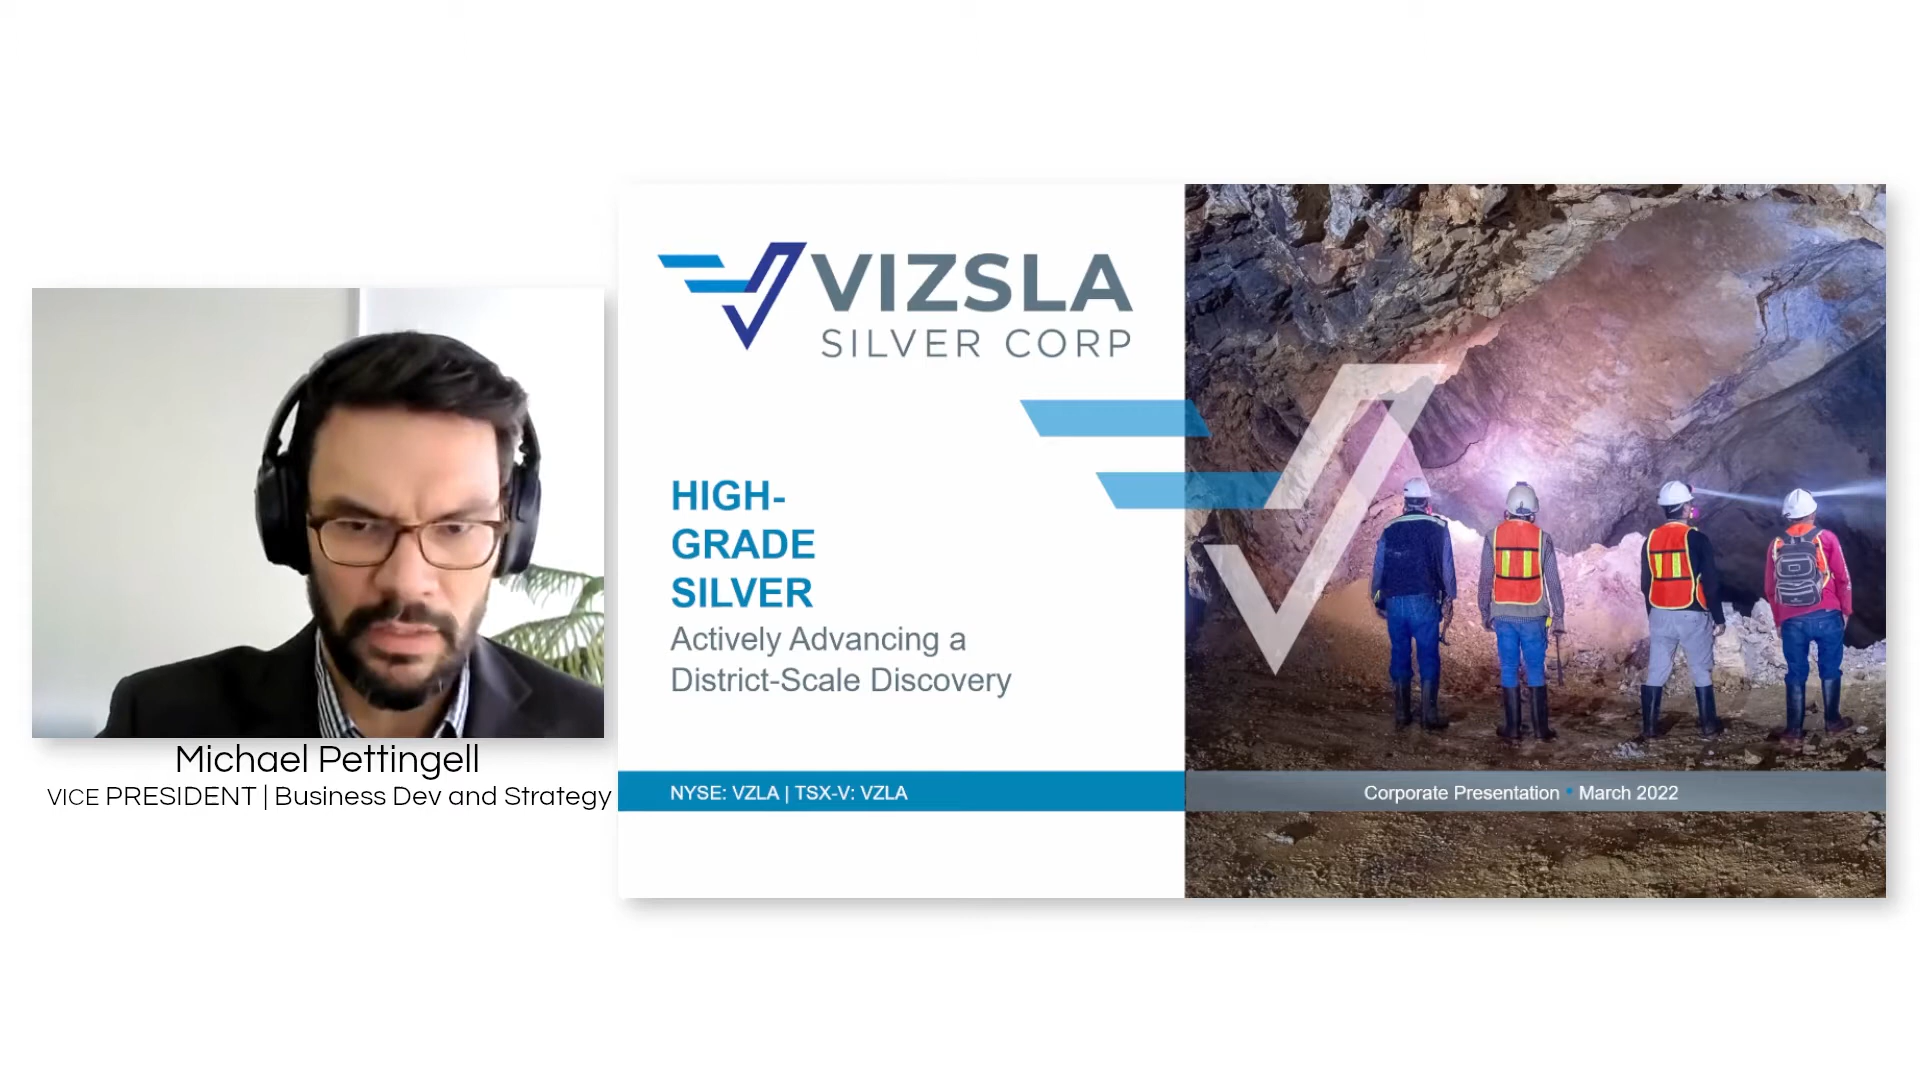 Michael Pettingell
VICE PRESIDENT | Business Dev and Strategy
VIZSLA
SILVER CORP
HIGH-
GRADE
SILVER
Actively Advancing a
District-Scale Discovery
NYSE: VZLA | TSX-V: VZLA
Corporate Presentation • March 2022